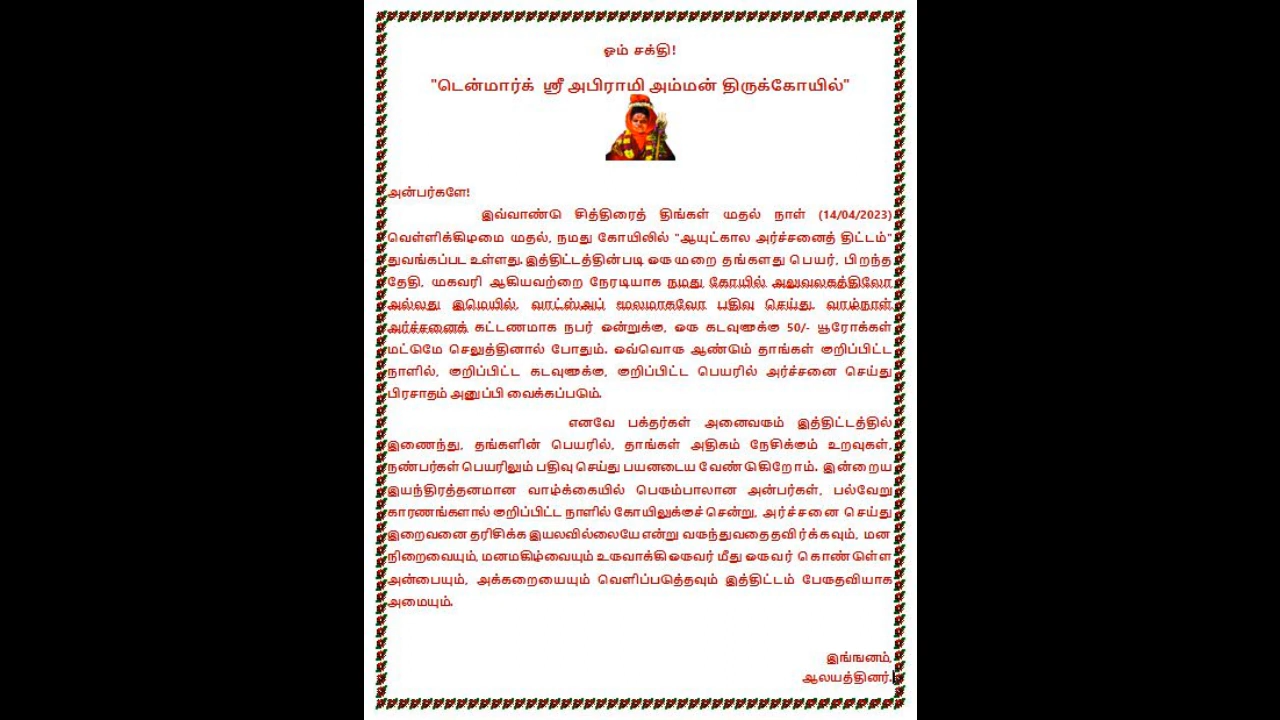 ஓம் சக்தி!
"டென்மார்க் ஸ்ரீ அபிராமி அம்மன் திருக்கோயில்"
அன்பர்களே!
இவ்வாண்டு சித்திரைத் திங்கள் முதல் நாள் (14/04/2023)
வெள்ளிக்கிழமை முதல், நமது கோயிலில் "ஆயுட்கால அர்ச்சனைத் திட்டம்"
துவங்கப்பட உள்ளது. இத்திட்டத்தின்படி ஒரு முறை தங்களது பெயர், பிறந்த
தேதி, முகவரி ஆகியவற்றை நேரடியாக நமது கோயில் அலுவலகத்திலோ
அல்லது இமெயில், வாட்ஸ்அப் மூலமாகவோ பதிவு செய்து, வாழ்நாள்
அர்ச்சனைக் கட்டணமாக நபர் ஒன்றுக்கு, ஒரு கடவுளுக்கு 50/- யூரோக்கள்
மட்டுமே செலுத்தினால் போதும். ஒவ்வொரு ஆண்டும் தாங்கள் குறிப்பிட்ட
நாளில், குறிப்பிட்ட கடவுளுக்கு, குறிப்பிட்ட பெயரில் அர்ச்சனை செய்து
பிரசாதம் அனுப்பி வைக்கப்படும்.
எனவே பக்தர்கள் அனைவரும் இத்திட்டத்தில்
இணைந்து, தங்களின் பெயரில், தாங்கள் அதிகம் நேசிக்கும் உறவுகள்,
நண்பர்கள் பெயரிலும் பதிவு செய்து பயனடைய வேண்டுகிறோம். இன்றைய
இயந்திரத்தனமான வாழ்க்கையில் பெரும்பாலான அன்பர்கள், பல்வேறு
காரணங்களால் குறிப்பிட்ட நாளில் கோயிலுக்குச் சென்று, அர்ச்சனை செய்து
இறைவனை தரிசிக்க இயலவில்லையே என்று வருந்துவதை தவிர்க்கவும், மன
நிறைவையும், மனமகிழ்வையும் உருவாக்கி ஒருவர் மீது ஒருவர் கொண்டுள்ள
அன்பையும், அக்கறையையும் வெளிப்படுத்தவும் இத்திட்டம் பேருதவியாக
அமையும்.
இங்ஙனம்,
ஆலயத்தினர்.